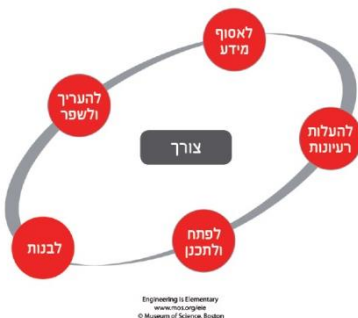 לאסוף
מידע
להעלות
רעיונות
לפתח
ולתכנן
לבנות
להעריך
ולשפר
צורך
Engineering is Elementary
www.mos.org/eie
© Museum of Science, Boston